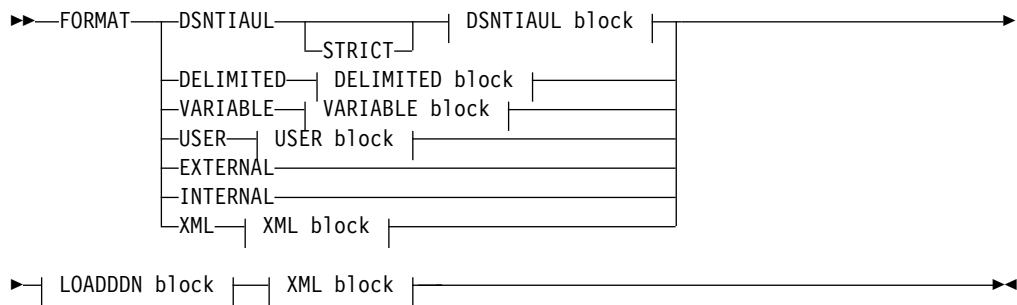 FORMAT DSNTIAUL DSNTIAUL block
STRICT
DELIMITED DELIMITED block
VARIABLE VARIABLE block
USER USER block
EXTERNAL
INTERNAL
XML XML block
LOADDDN block XML block